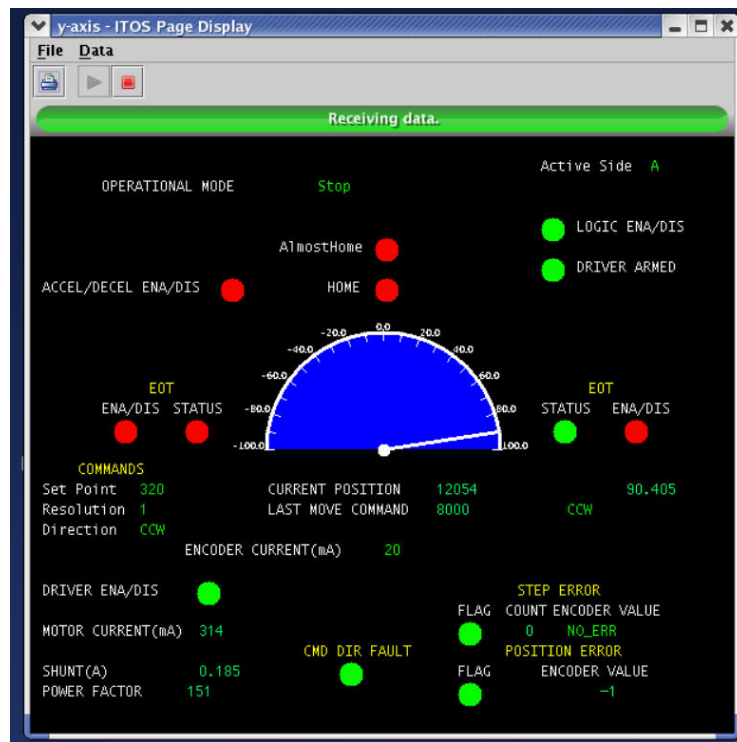 y-axis - ITOS Page Display
File Data
Receiving data.
Active Side A
OPERATIONAL MODE Stop
LOGIC ENA/DIS
AlmostHome
DRIVER ARMED
ACCEL/DECEL ENA/DIS HOME
-20.0 0.0 20.0
-40.0 40.0
-60.0 60.0
EOT EOT
ENA/DIS STATUS -80.0 80.0 STATUS ENA/DIS
-100.0 100.0
COMMANDS
Set Point 320 CURRENT POSITION 12054 90.405
Resolution 1 LAST MOVE COMMAND 8000 CCW
Direction CCW
ENCODER CURRENT(mA) 20
DRIVER ENA/DIS STEP ERROR
FLAG COUNT ENCODER VALUE
MOTOR CURRENT(mA) 314 0 NO_ERR
CMD DIR FAULT POSITION ERROR
SHUNT(A) 0.185 FLAG ENCODER VALUE
POWER FACTOR 151 -1